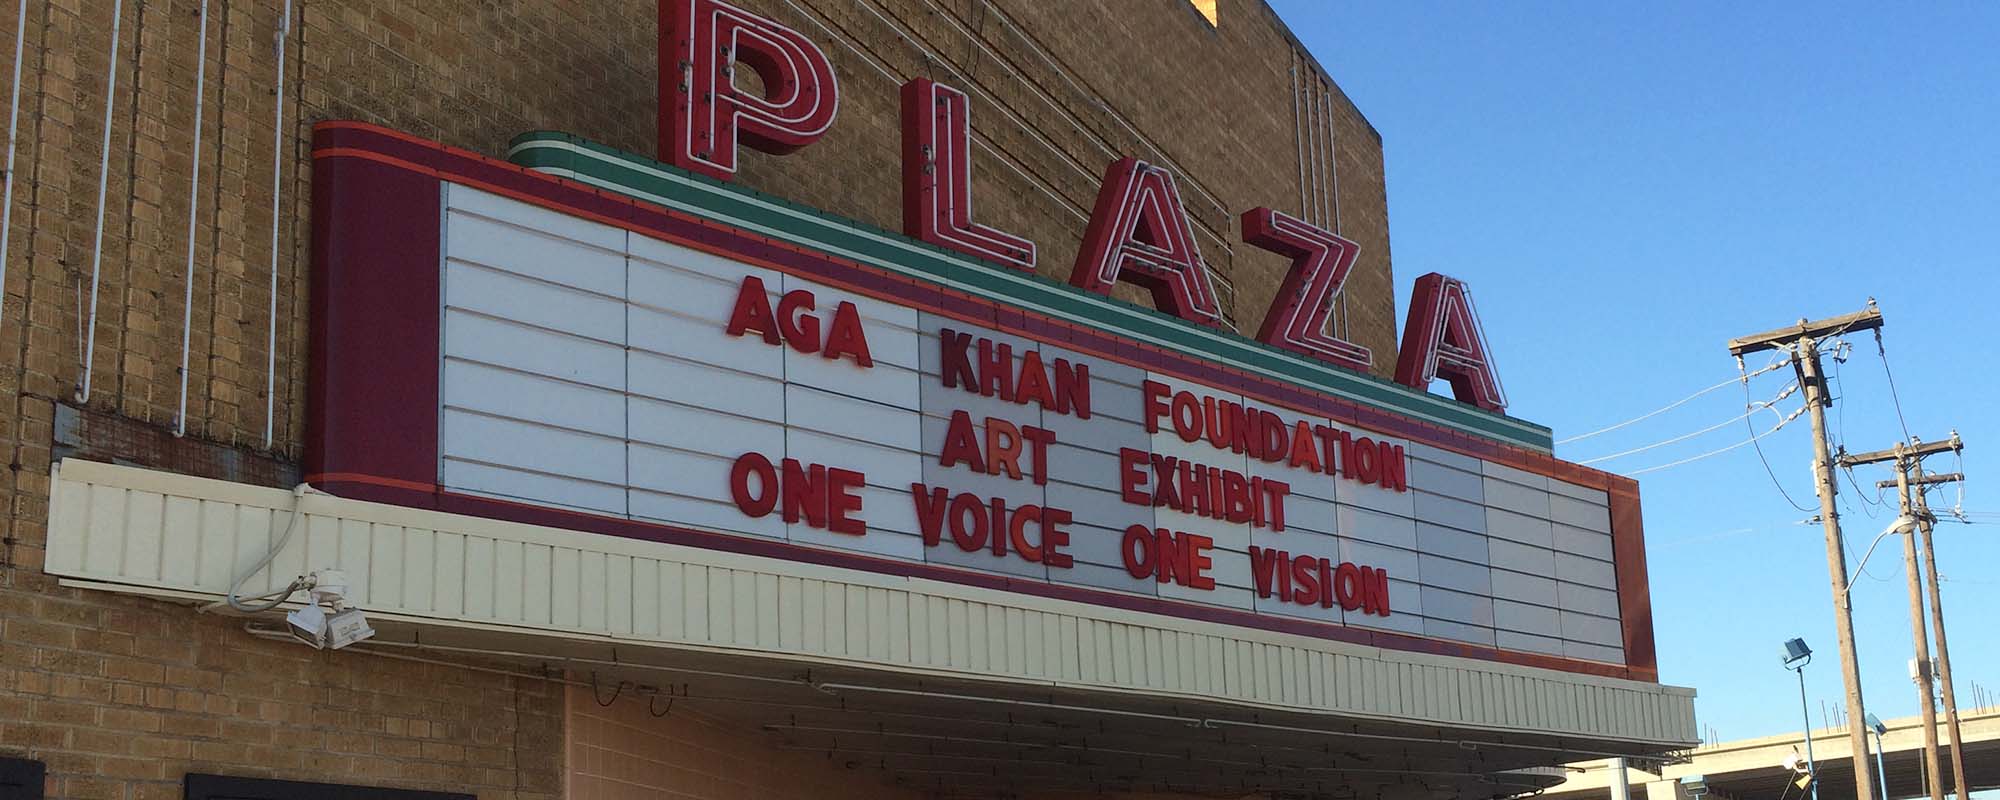 PLAZA
AGA KHAN FOUNDATION
ART EXHIBIT
ONE VOICE ONE VISION